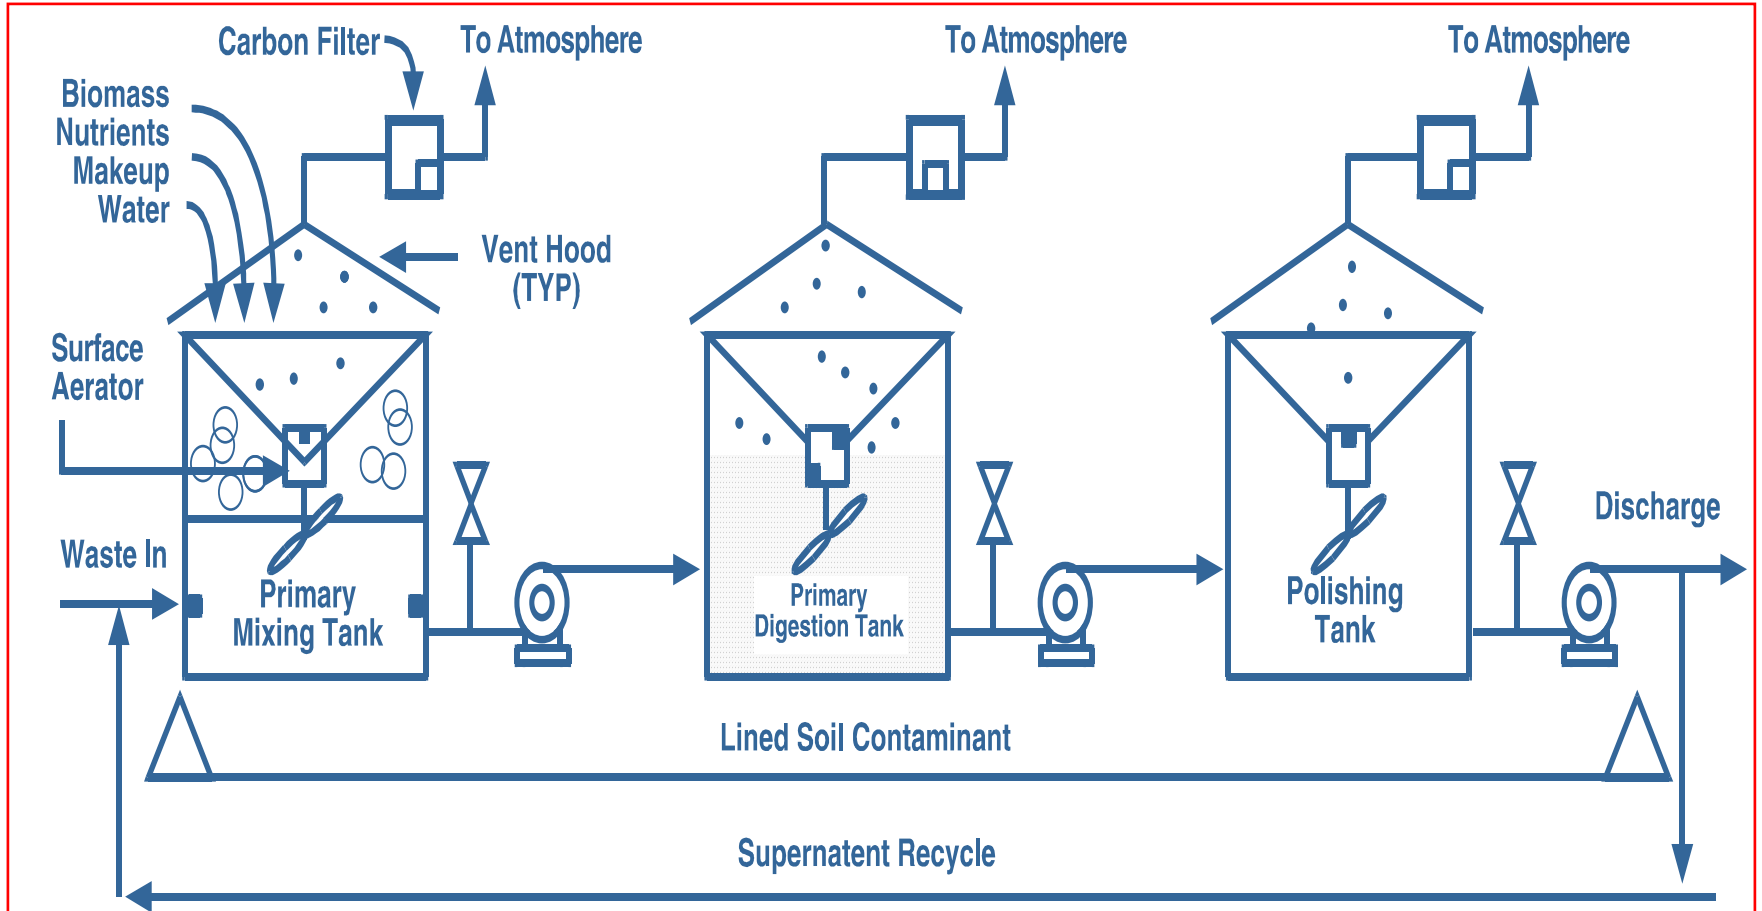 Carbon Filter
To Atmosphere
To Atmosphere
To Atmosphere
Biomass
Nutrients
Makeup
Water
Vent Hood
(TYP)
Surface
Aerator
Waste In
Discharge
Primary
Mixing Tank
Primary
Digestion Tank
Polishing
Tank
Lined Soil Contaminant
Supernatent Recycle